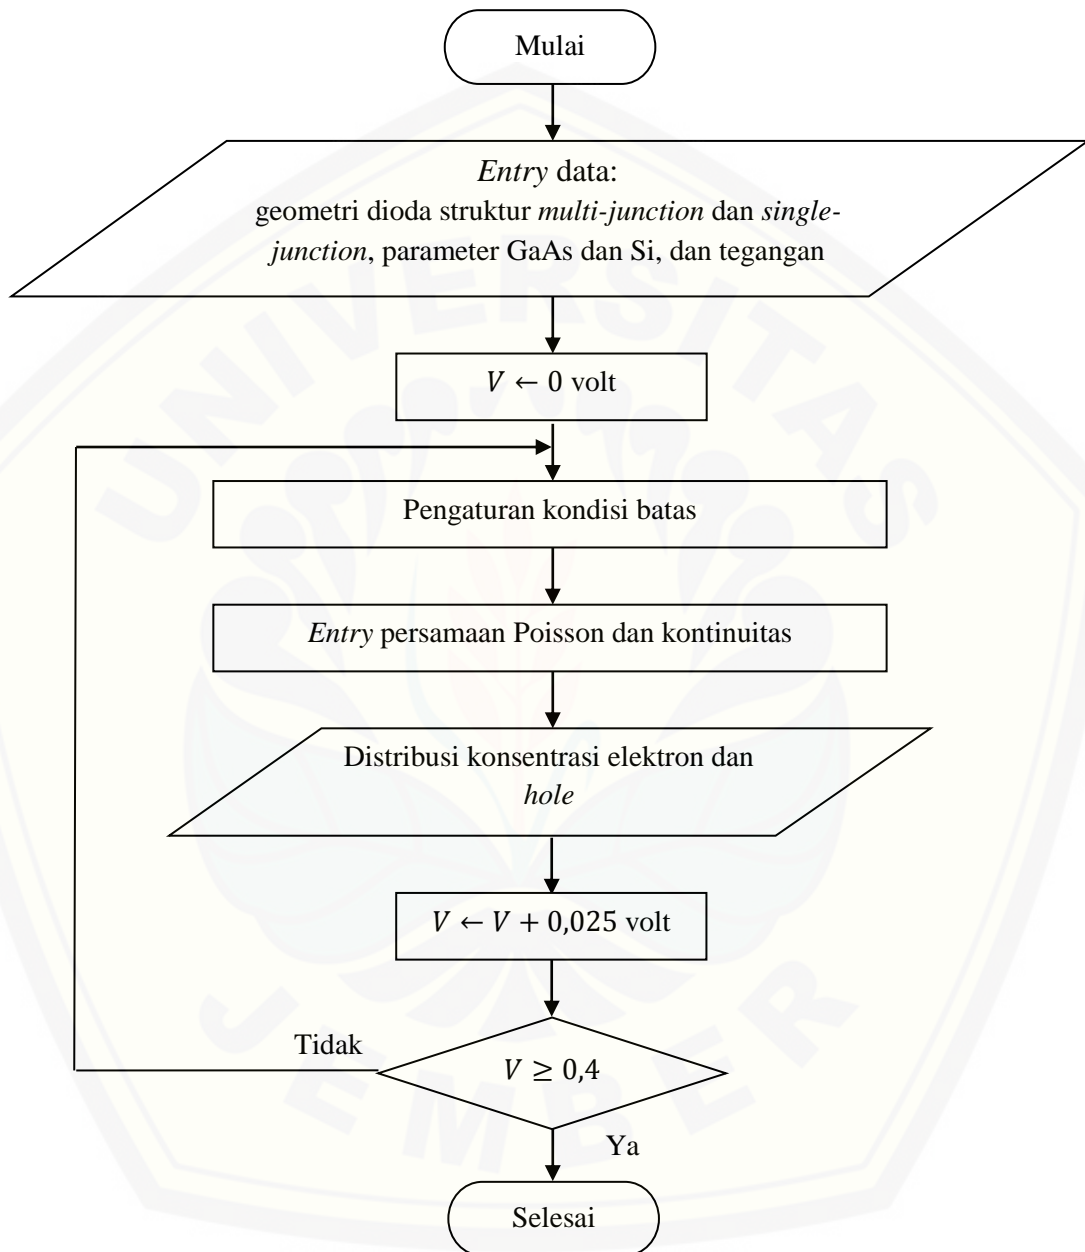 Mulai
Entry data:
geometri dioda struktur multi-junction dan single-
junction, parameter GaAs dan Si, dan tegangan
V ← 0 volt
Pengaturan kondisi batas
Entry persamaan Poisson dan kontinuitas
Distribusi konsentrasi elektron dan
hole
V ← V + 0,025 volt
Tidak
V ≥ 0,4
Ya
Selesai
UNIVERSITAS
JEMBER